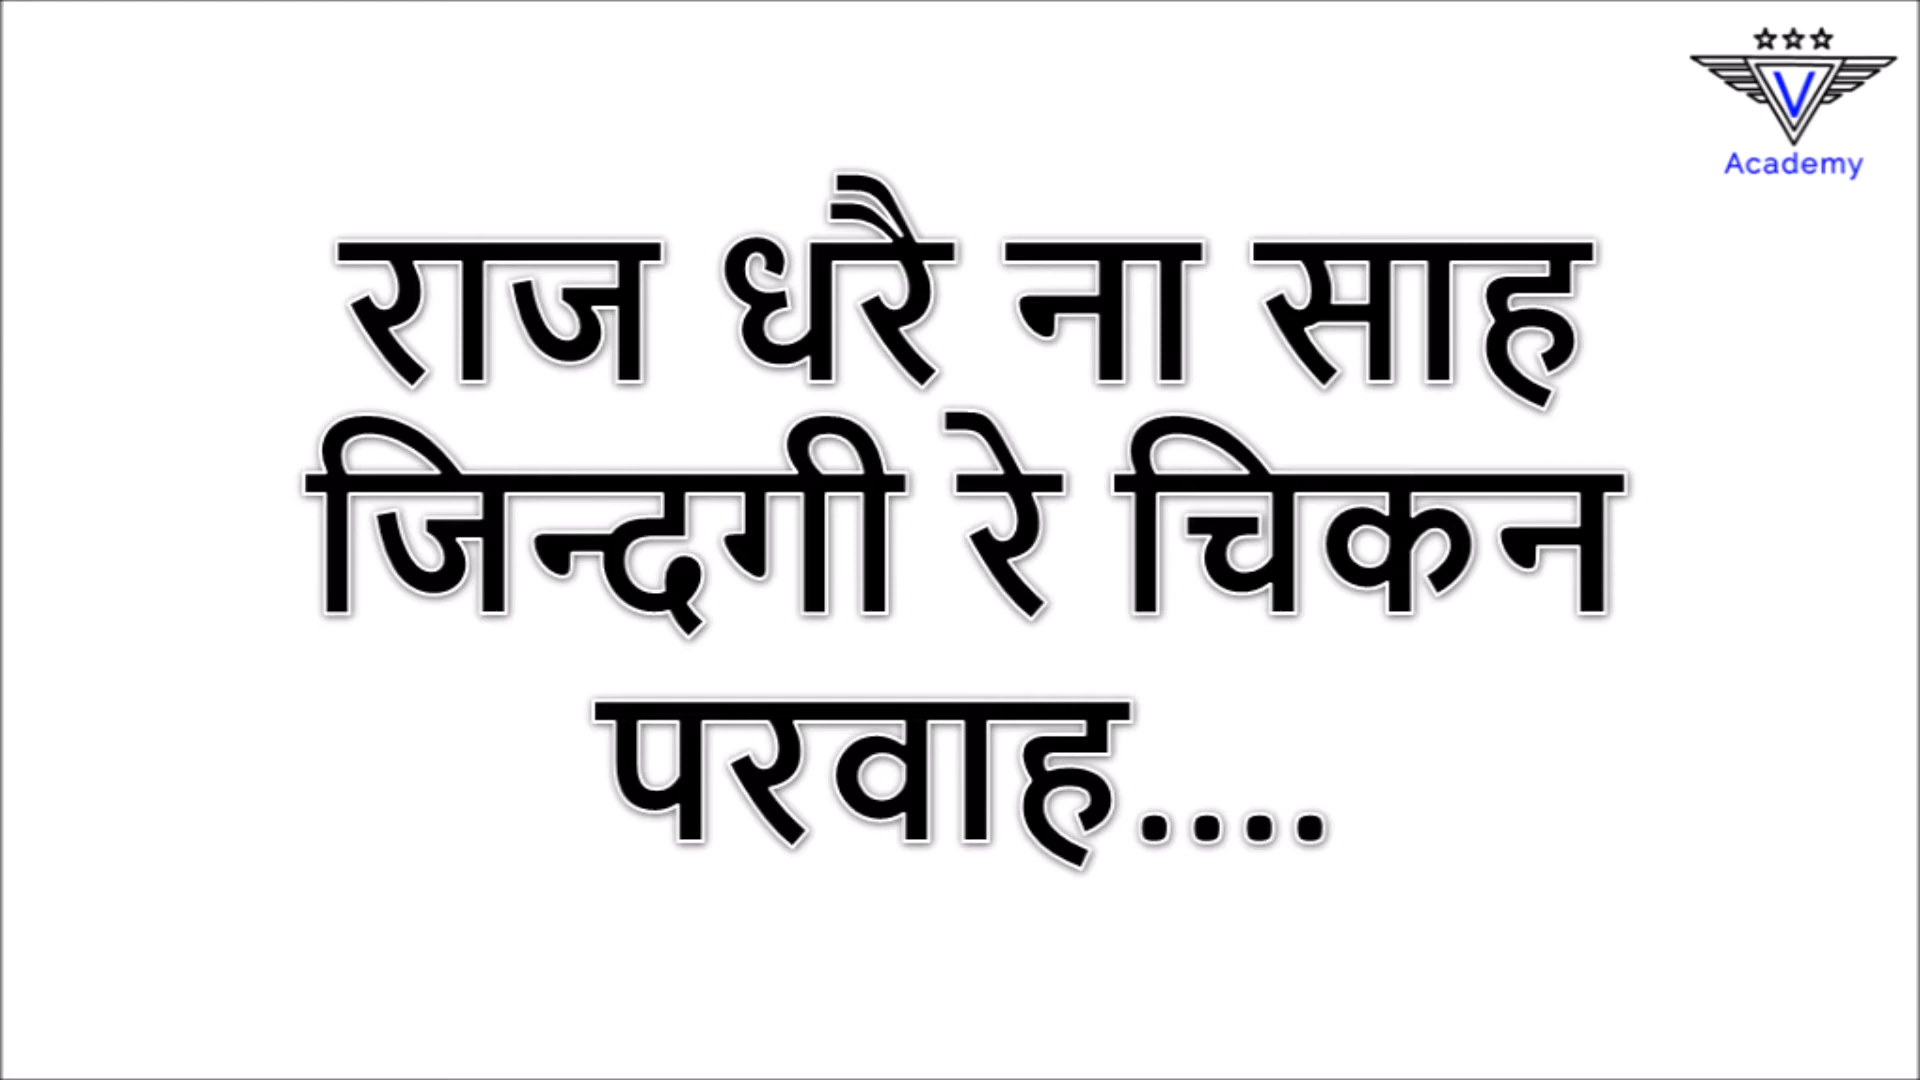 V
Academy
राज धरै ना साह
जिन्दगी रे चिकन
परवाह....